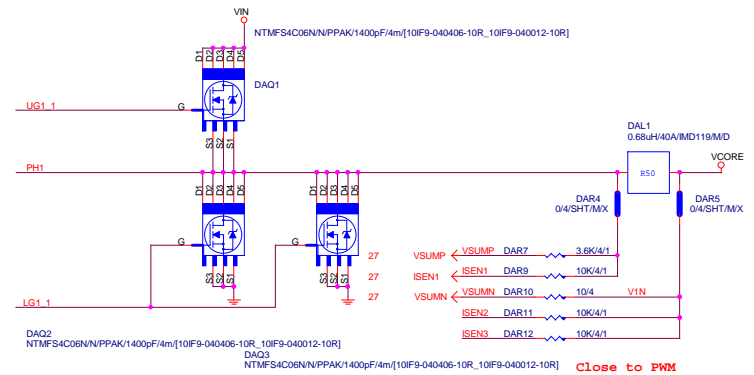 VIN
NTMFS4C06N/N/PPAK/1400pF/4m/[10IF9-040406-10R_10IF9-040012-10R]
D1 D2 D3 D4 D5
DAQ1
UG1_1
G
S3 S2 S1
DAL1
0.68uH/40A/IMD119/M/D
VCORE
PH1
R50
D1 D2 D3 D4 D5
D1 D2 D3 D4 D5
DAR4
0/4/SHT/M/X
DAR5
0/4/SHT/M/X
G
G
S3 S2 S1
S3 S2 S1
27 VSUMP VSUMP DAR7 3.6K/4/1
27 ISEN1 ISEN1 DAR9 10K/4/1
27 VSUMN VSUMN DAR10 10/4 V1N
LG1_1
ISEN2 DAR11 10K/4/1
ISEN3 DAR12 10K/4/1
DAQ2
NTMFS4C06N/N/PPAK/1400pF/4m/[10IF9-040406-10R_10IF9-040012-10R]
DAQ3
NTMFS4C06N/N/PPAK/1400pF/4m/[10IF9-040406-10R_10IF9-040012-10R]
Close to PWM